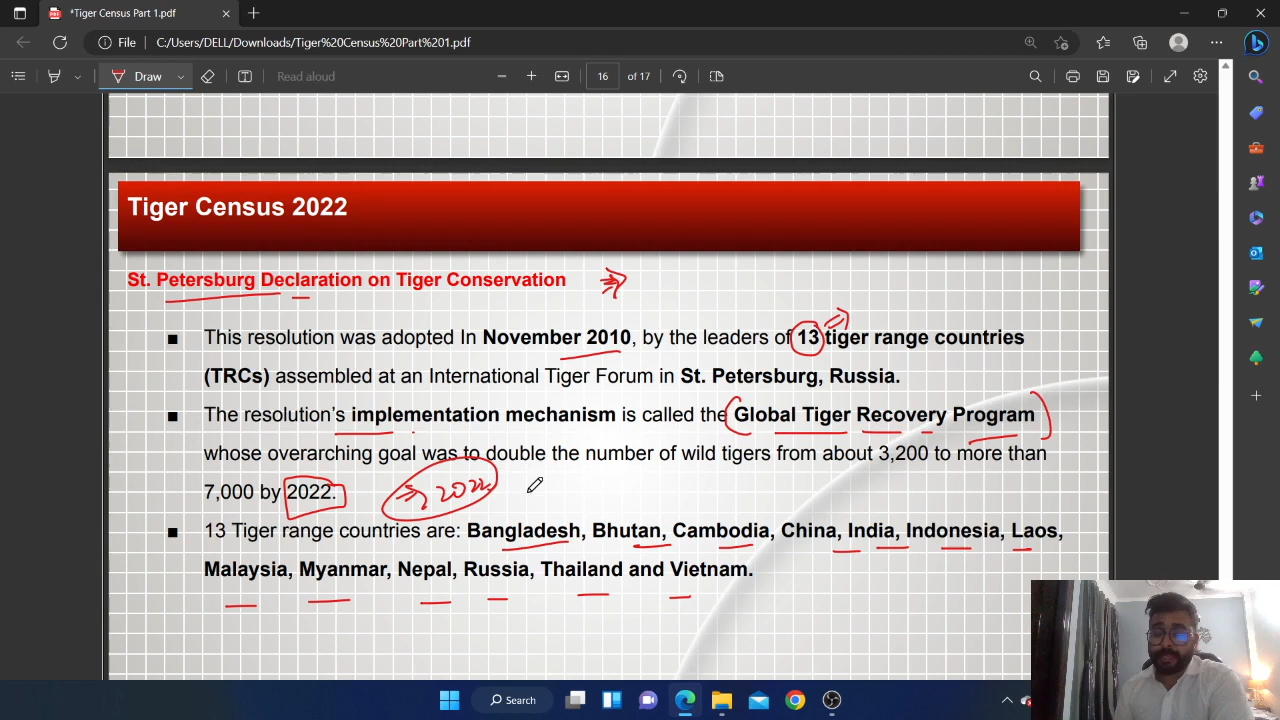 *Tiger Census Part 1.pdf
File
C:/Users/DELL/Downloads/Tiger%20Census%20Part%201.pdf
Draw
Read aloud
16
of 17
Tiger Census 2022
St. Petersburg Declaration on Tiger Conservation
This resolution was adopted In November 2010, by the leaders of 13 tiger range countries
(TRCs) assembled at an International Tiger Forum in St. Petersburg, Russia.
The resolution's implementation mechanism is called the Global Tiger Recovery Program
whose overarching goal was to double the number of wild tigers from about 3,200 to more than
7,000 by 2022. 2022
13 Tiger range countries are: Bangladesh, Bhutan, Cambodia, China, India, Indonesia, Laos,
Malaysia, Myanmar, Nepal, Russia, Thailand and Vietnam.
Search